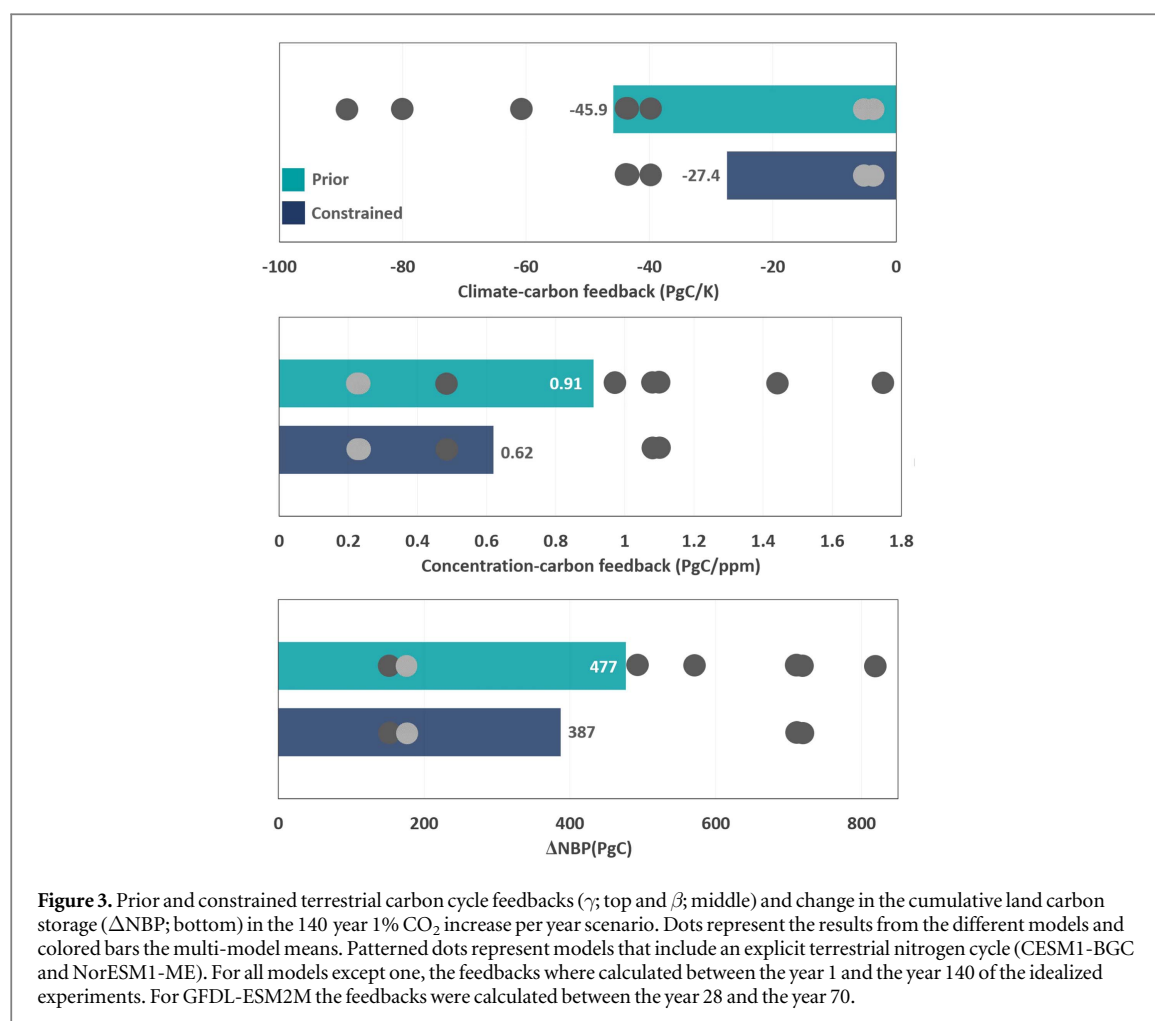 -45.9
-27.4
Prior
Constrained
-100 -80 -60 -40 -20 0
Climate-carbon feedback (PgC/K)
0.91
0.62
0 0.2 0.4 0.6 0.8 1 1.2 1.4 1.6 1.8
Concentration-carbon feedback (PgC/ppm)
477
387
0 200 400 600 800
ΔNBP(PgC)
Figure 3. Prior and constrained terrestrial carbon cycle feedbacks (γ; top and β; middle) and change in the cumulative land carbon
storage (ΔNBP; bottom) in the 140 year 1% CO₂ increase per year scenario. Dots represent the results from the different models and
colored bars the multi-model means. Patterned dots represent models that include an explicit terrestrial nitrogen cycle (CESM1-BGC
and NorESM1-ME). For all models except one, the feedbacks where calculated between the year 1 and the year 140 of the idealized
experiments. For GFDL-ESM2M the feedbacks were calculated between the year 28 and the year 70.